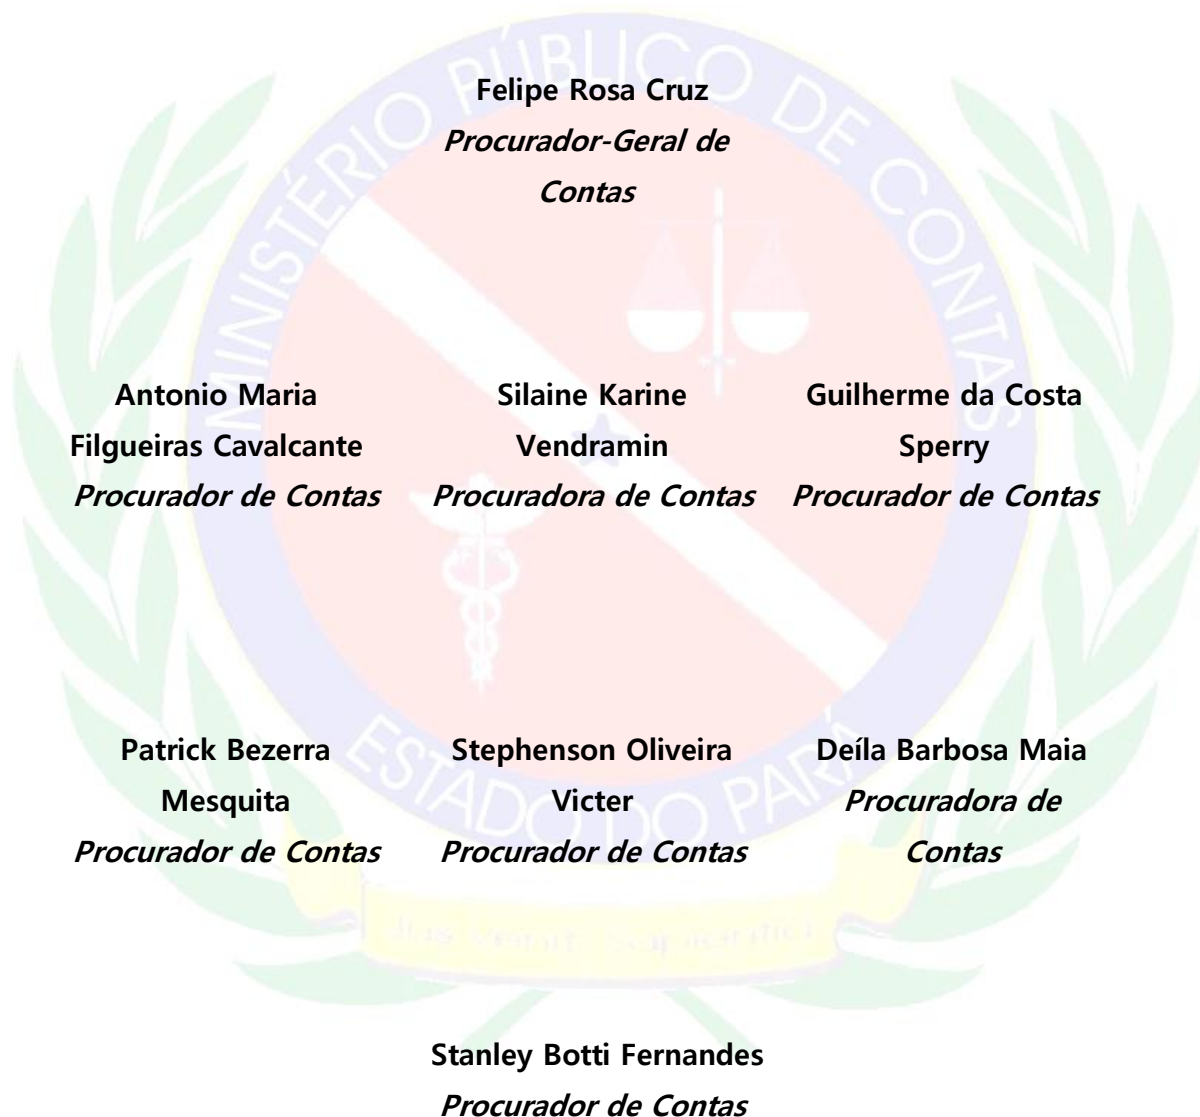 MINISTÉRIO PÚBLICO DE CONTAS
Felipe Rosa Cruz
Procurador-Geral de
Contas
Antonio Maria
Filgueiras Cavalcante
Procurador de Contas
Silaine Karine
Vendramin
Procuradora de Contas
Guilherme da Costa
Sperry
Procurador de Contas
Patrick Bezerra
Mesquita
Procurador de Contas
Stephenson Oliveira
Victer
Procurador de Contas
Deíla Barbosa Maia
Procuradora de
Contas
ESTADO DO PARÁ
Stanley Botti Fernandes
Procurador de Contas